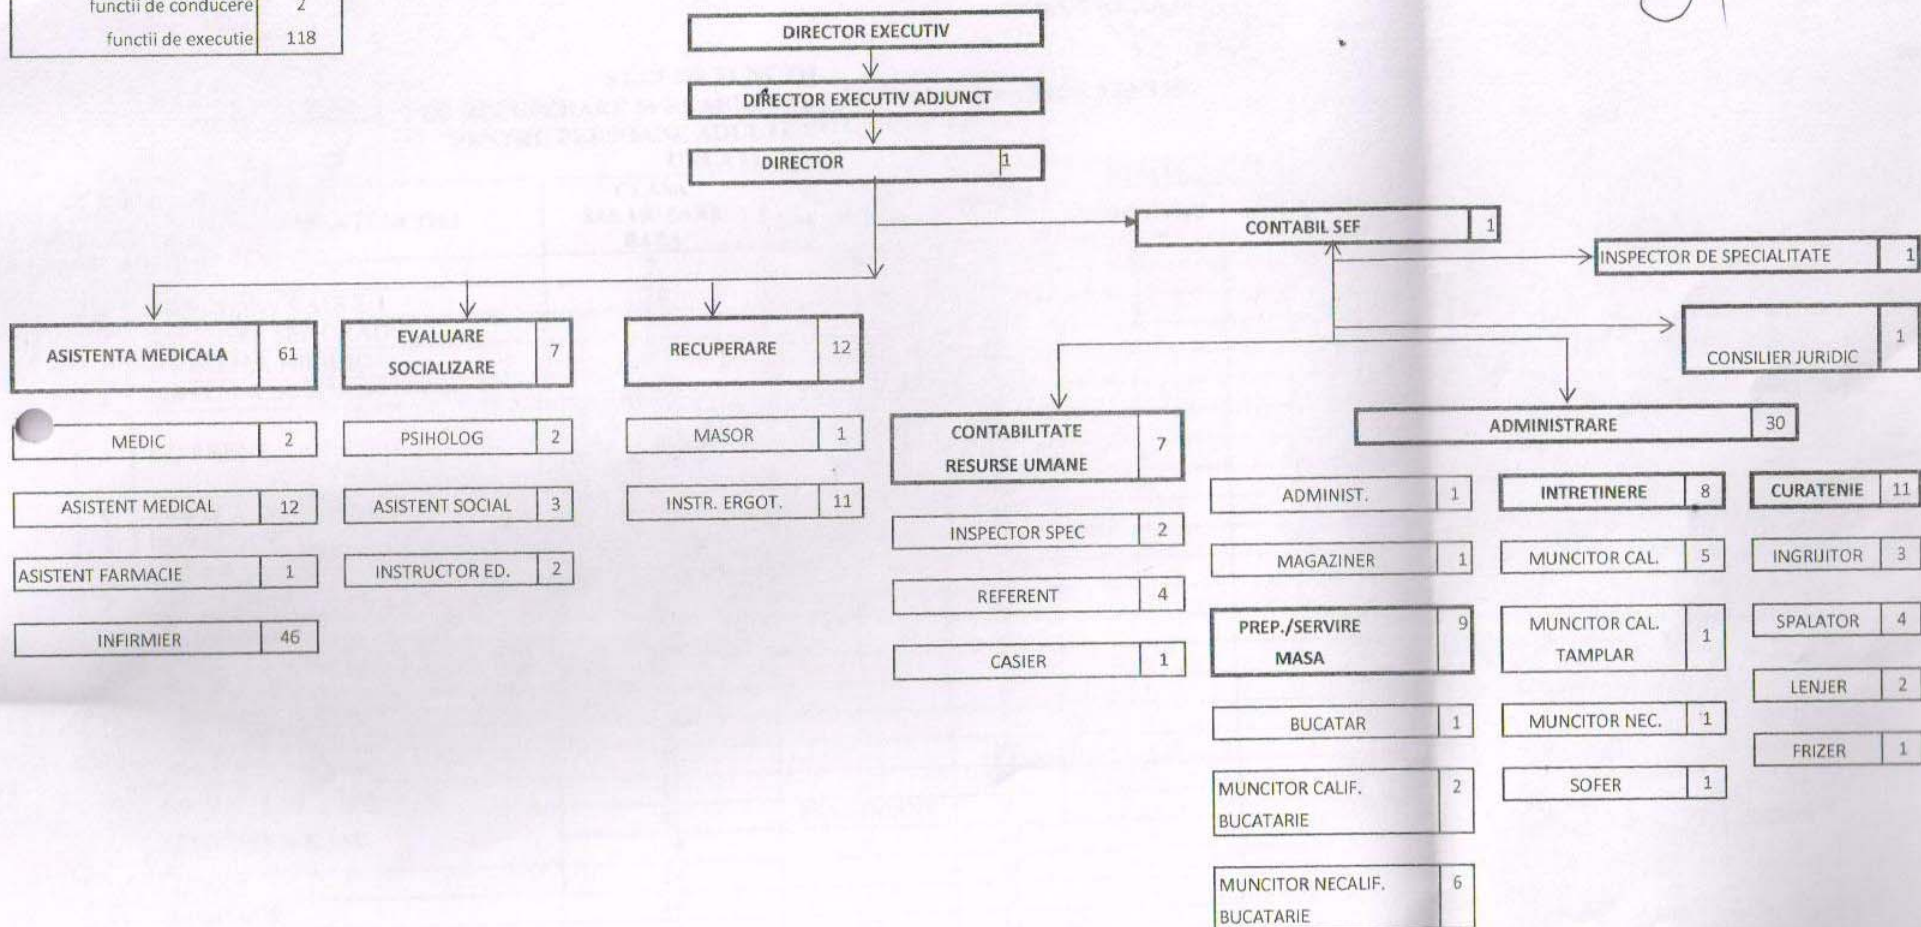 functii de conducere 2
functii de executie 118
DIRECTOR EXECUTIV
DIRECTOR EXECUTIV ADJUNCT
DIRECTOR 1
CONTABIL SEF 1
INSPECTOR DE SPECIALITATE 1
CONSILIER JURIDIC 1
ASISTENTA MEDICALA 61
MEDIC 2
ASISTENT MEDICAL 12
ASISTENT FARMACIE 1
INFIRMIER 46
EVALUARE
SOCIALIZARE 7
PSIHOLOG 2
ASISTENT SOCIAL 3
INSTRUCTOR ED. 2
RECUPERARE 12
MASOR 1
INSTR. ERGOT. 11
CONTABILITATE
RESURSE UMANE 7
INSPECTOR SPEC 2
REFERENT 4
CASIER 1
ADMINISTRARE 30
ADMINIST. 1
MAGAZINER 1
PREP./SERVIRE 9
MASA
BUCATAR 1
MUNCITOR CALIF. 2
BUCATARIE
MUNCITOR NECALIF. 6
BUCATARIE
INTRETINERE 8
MUNCITOR CAL. 5
MUNCITOR CAL. 1
TAMPLAR
MUNCITOR NEC. 1
SOFER 1
CURATENIE 11
INGRIJITOR 3
SPALATOR 4
LENJER 2
FRIZER 1